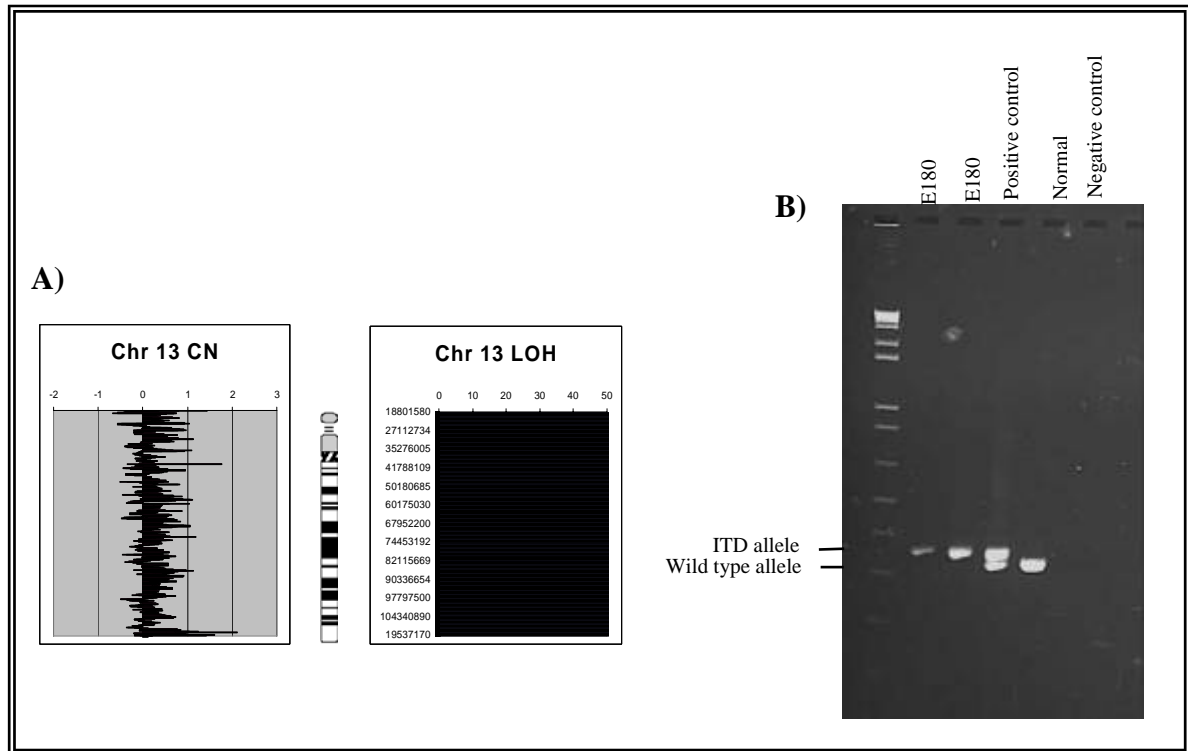 A)
Chr 13 CN
-2 -1 0 1 2 3
Chr 13 LOH
0 10 20 30 40 50
18801580
27112734
35276005
41788109
50180685
60175030
67952200
74453192
82115669
90336654
97797500
104340890
19537170
B)
E180
E180
Positive control
Normal
Negative control
ITD allele
Wild type allele